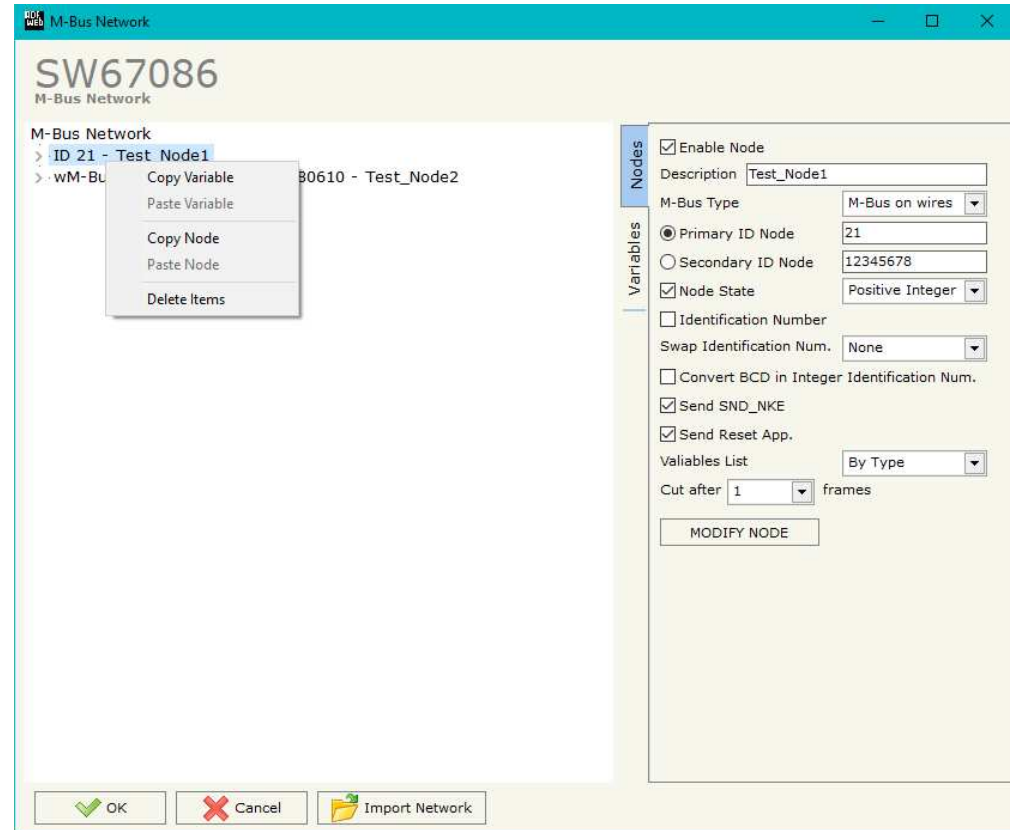 ADF WEB M-Bus Network
SW67086
M-Bus Network
M-Bus Network
ID 21 - Test_Node1
wM-Bu 80610 - Test_Node2
Copy Variable
Paste Variable
Copy Node
Paste Node
Delete Items
Nodes
Variables
Enable Node
Description Test_Node1
M-Bus Type M-Bus on wires
Primary ID Node 21
Secondary ID Node 12345678
Node State Positive Integer
Identification Number
Swap Identification Num. None
Convert BCD in Integer Identification Num.
Send SND_NKE
Send Reset App.
Valiables List By Type
Cut after 1 frames
MODIFY NODE
OK Cancel Import Network